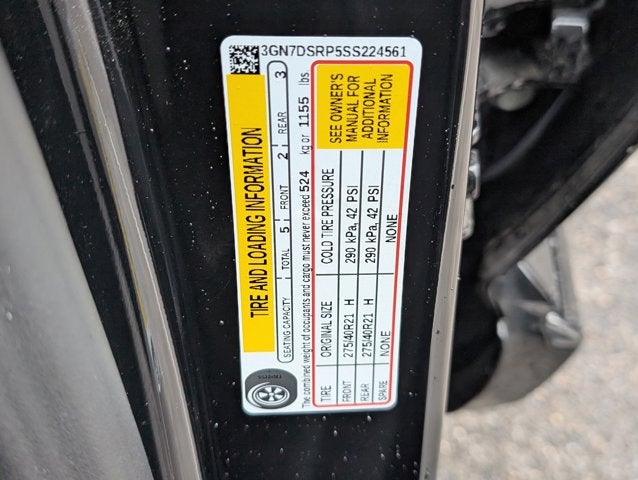 3GN7DSRP5SS224561
TIRE AND LOADING INFORMATION
SEATING CAPACITY TOTAL 5 FRONT 2 REAR 3
The combined weight of occupants and cargo must never exceed 524 kg or 1155 lbs
TIRE ORIGINAL SIZE COLD TIRE PRESSURE
FRONT 275/40R21 H 290 kPa, 42 PSI
REAR 275/40R21 H 290 kPa, 42 PSI
SPARE NONE NONE
SEE OWNER'S
MANUAL FOR
ADDITIONAL
INFORMATION